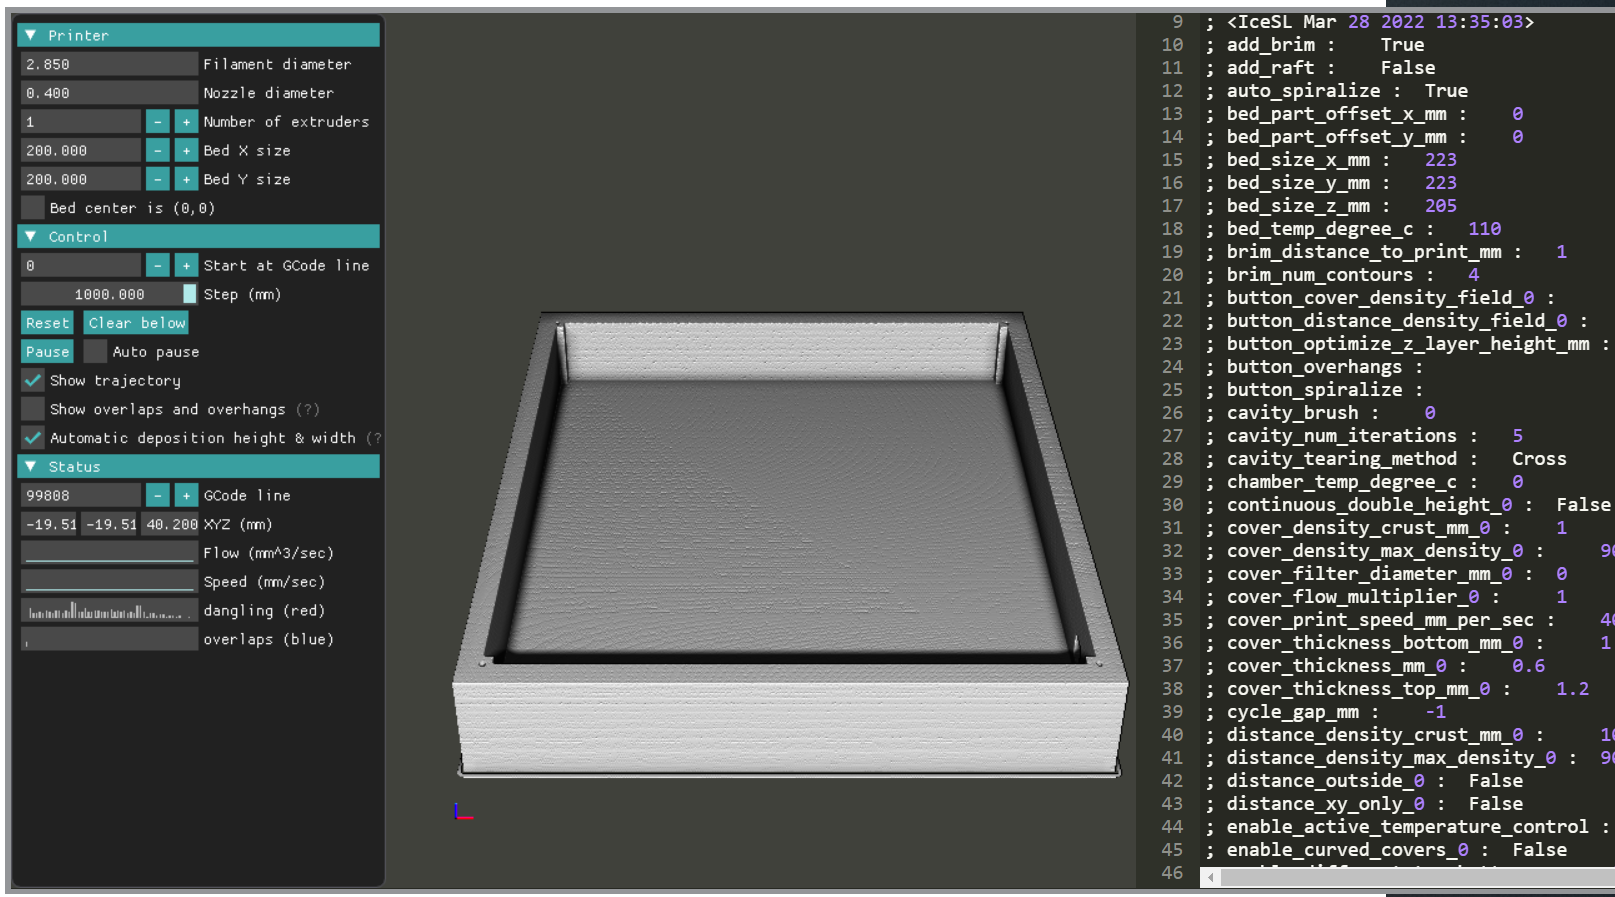 ▼ Printer
2.850 Filament diameter
0.400 Nozzle diameter
1 - + Number of extruders
200.000 - + Bed X size
200.000 - + Bed Y size
Bed center is (0,0)
▼ Control
0 - + Start at GCode line
1000.000 Step (mm)
Reset Clear below
Pause Auto pause
Show trajectory
Show overlaps and overhangs (?)
Automatic deposition height & width (?
▼ Status
99808 - + GCode line
-19.51 -19.51 40.200 XYZ (mm)
Flow (mm^3/sec)
Speed (mm/sec)
dangling (red)
overlaps (blue)
9 ; <IceSL Mar 28 2022 13:35:03>
10 ; add_brim : True
11 ; add_raft : False
12 ; auto_spiralize : True
13 ; bed_part_offset_x_mm : 0
14 ; bed_part_offset_y_mm : 0
15 ; bed_size_x_mm : 223
16 ; bed_size_y_mm : 223
17 ; bed_size_z_mm : 205
18 ; bed_temp_degree_c : 110
19 ; brim_distance_to_print_mm : 1
20 ; brim_num_contours : 4
21 ; button_cover_density_field_0 :
22 ; button_distance_density_field_0 :
23 ; button_optimize_z_layer_height_mm :
24 ; button_overhangs :
25 ; button_spiralize :
26 ; cavity_brush : 0
27 ; cavity_num_iterations : 5
28 ; cavity_tearing_method : Cross
29 ; chamber_temp_degree_c : 0
30 ; continuous_double_height_0 : False
31 ; cover_density_crust_mm_0 : 1
32 ; cover_density_max_density_0 : 90
33 ; cover_filter_diameter_mm_0 : 0
34 ; cover_flow_multiplier_0 : 1
35 ; cover_print_speed_mm_per_sec : 40
36 ; cover_thickness_bottom_mm_0 : 1
37 ; cover_thickness_mm_0 : 0.6
38 ; cover_thickness_top_mm_0 : 1.2
39 ; cycle_gap_mm : -1
40 ; distance_density_crust_mm_0 : 10
41 ; distance_density_max_density_0 : 90
42 ; distance_outside_0 : False
43 ; distance_xy_only_0 : False
44 ; enable_active_temperature_control :
45 ; enable_curved_covers_0 : False
46